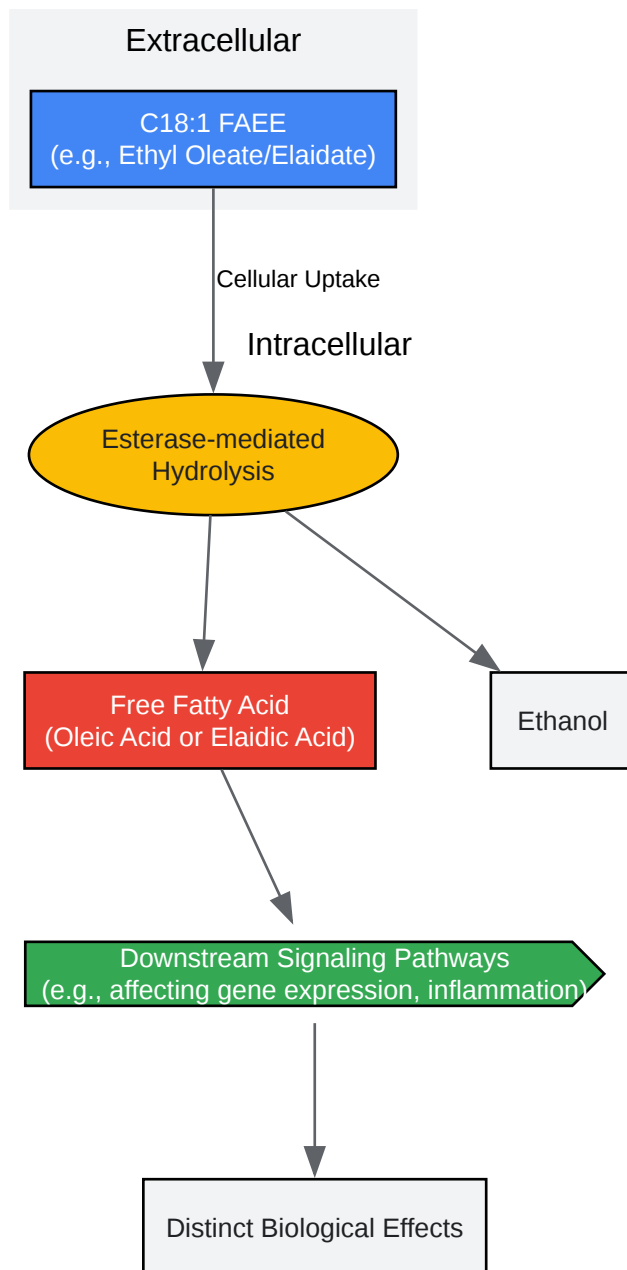 Extracellular
C18:1 FAEE
(e.g., Ethyl Oleate/Elaidate)
Cellular Uptake
Intracellular
Esterase-mediated
Hydrolysis
Free Fatty Acid
(Oleic Acid or Elaidic Acid)
Ethanol
Downstream Signaling Pathways
(e.g., affecting gene expression, inflammation)
Distinct Biological Effects